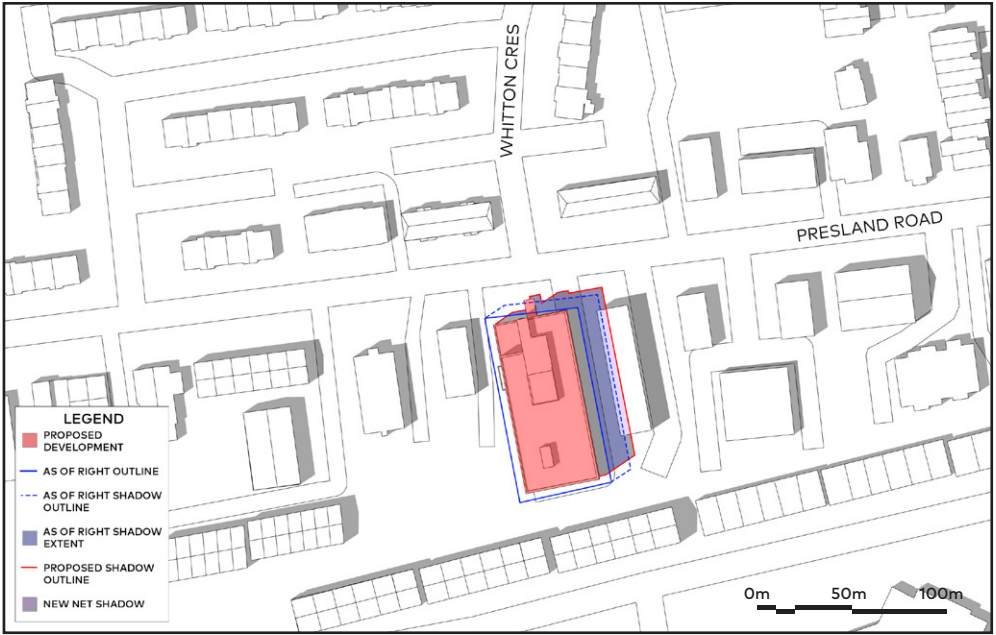 WHITTON CRES
PRESLAND ROAD
LEGEND
PROPOSED
DEVELOPMENT
AS OF RIGHT OUTLINE
AS OF RIGHT SHADOW
OUTLINE
AS OF RIGHT SHADOW
EXTENT
PROPOSED SHADOW
OUTLINE
NEW NET SHADOW
0m 50m 100m